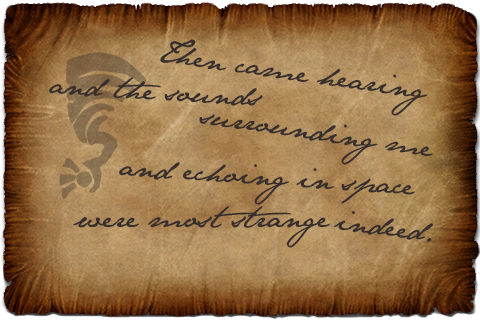 Then came hearing
and the sounds
surrounding me
and echoing in space
were most strange indeed.